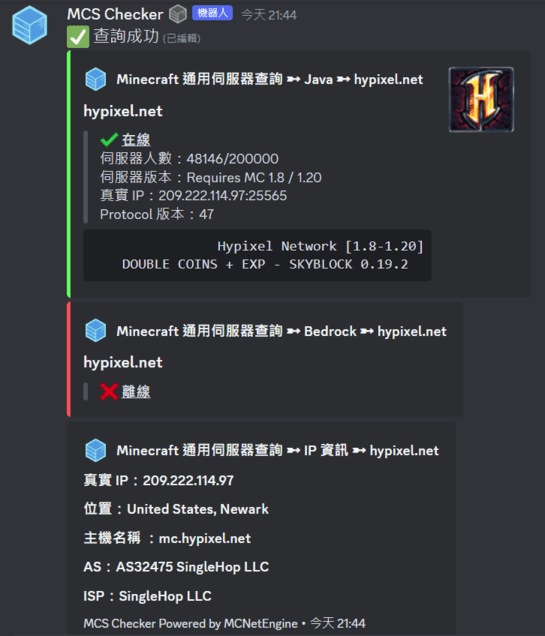 MCS Checker 機器人 今天 21:44
查詢成功 (已編輯)
Minecraft 通用伺服器查詢 ➸ Java ➸ hypixel.net
H
hypixel.net
在線
伺服器人數：48146/200000
伺服器版本：Requires MC 1.8 / 1.20
真實 IP：209.222.114.97:25565
Protocol 版本：47
Hypixel Network [1.8-1.20]
DOUBLE COINS + EXP - SKYBLOCK 0.19.2
Minecraft 通用伺服器查詢 ➸ Bedrock ➸ hypixel.net
hypixel.net
離線
Minecraft 通用伺服器查詢 ➸ IP 資訊 ➸ hypixel.net
真實 IP：209.222.114.97
位置：United States, Newark
主機名稱 ：mc.hypixel.net
AS：AS32475 SingleHop LLC
ISP：SingleHop LLC
MCS Checker Powered by MCNetEngine • 今天 21:44